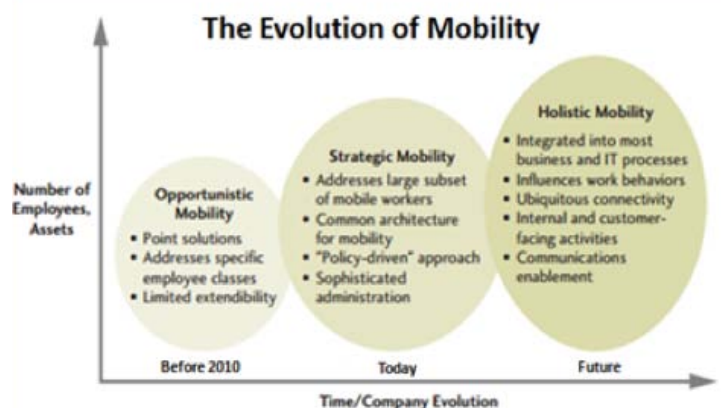 The Evolution of Mobility
Number of
Employees,
Assets
Opportunistic
Mobility
▪ Point solutions
▪ Addresses specific
employee classes
▪ Limited extendibility
Before 2010
Strategic Mobility
▪ Addresses large subset
of mobile workers
▪ Common architecture
for mobility
▪ "Policy-driven" approach
▪ Sophisticated
administration
Today
Holistic Mobility
▪ Integrated into most
business and IT processes
▪ Influences work behaviors
▪ Ubiquitous connectivity
▪ Internal and customer-
facing activities
▪ Communications
enablement
Future
Time/Company Evolution